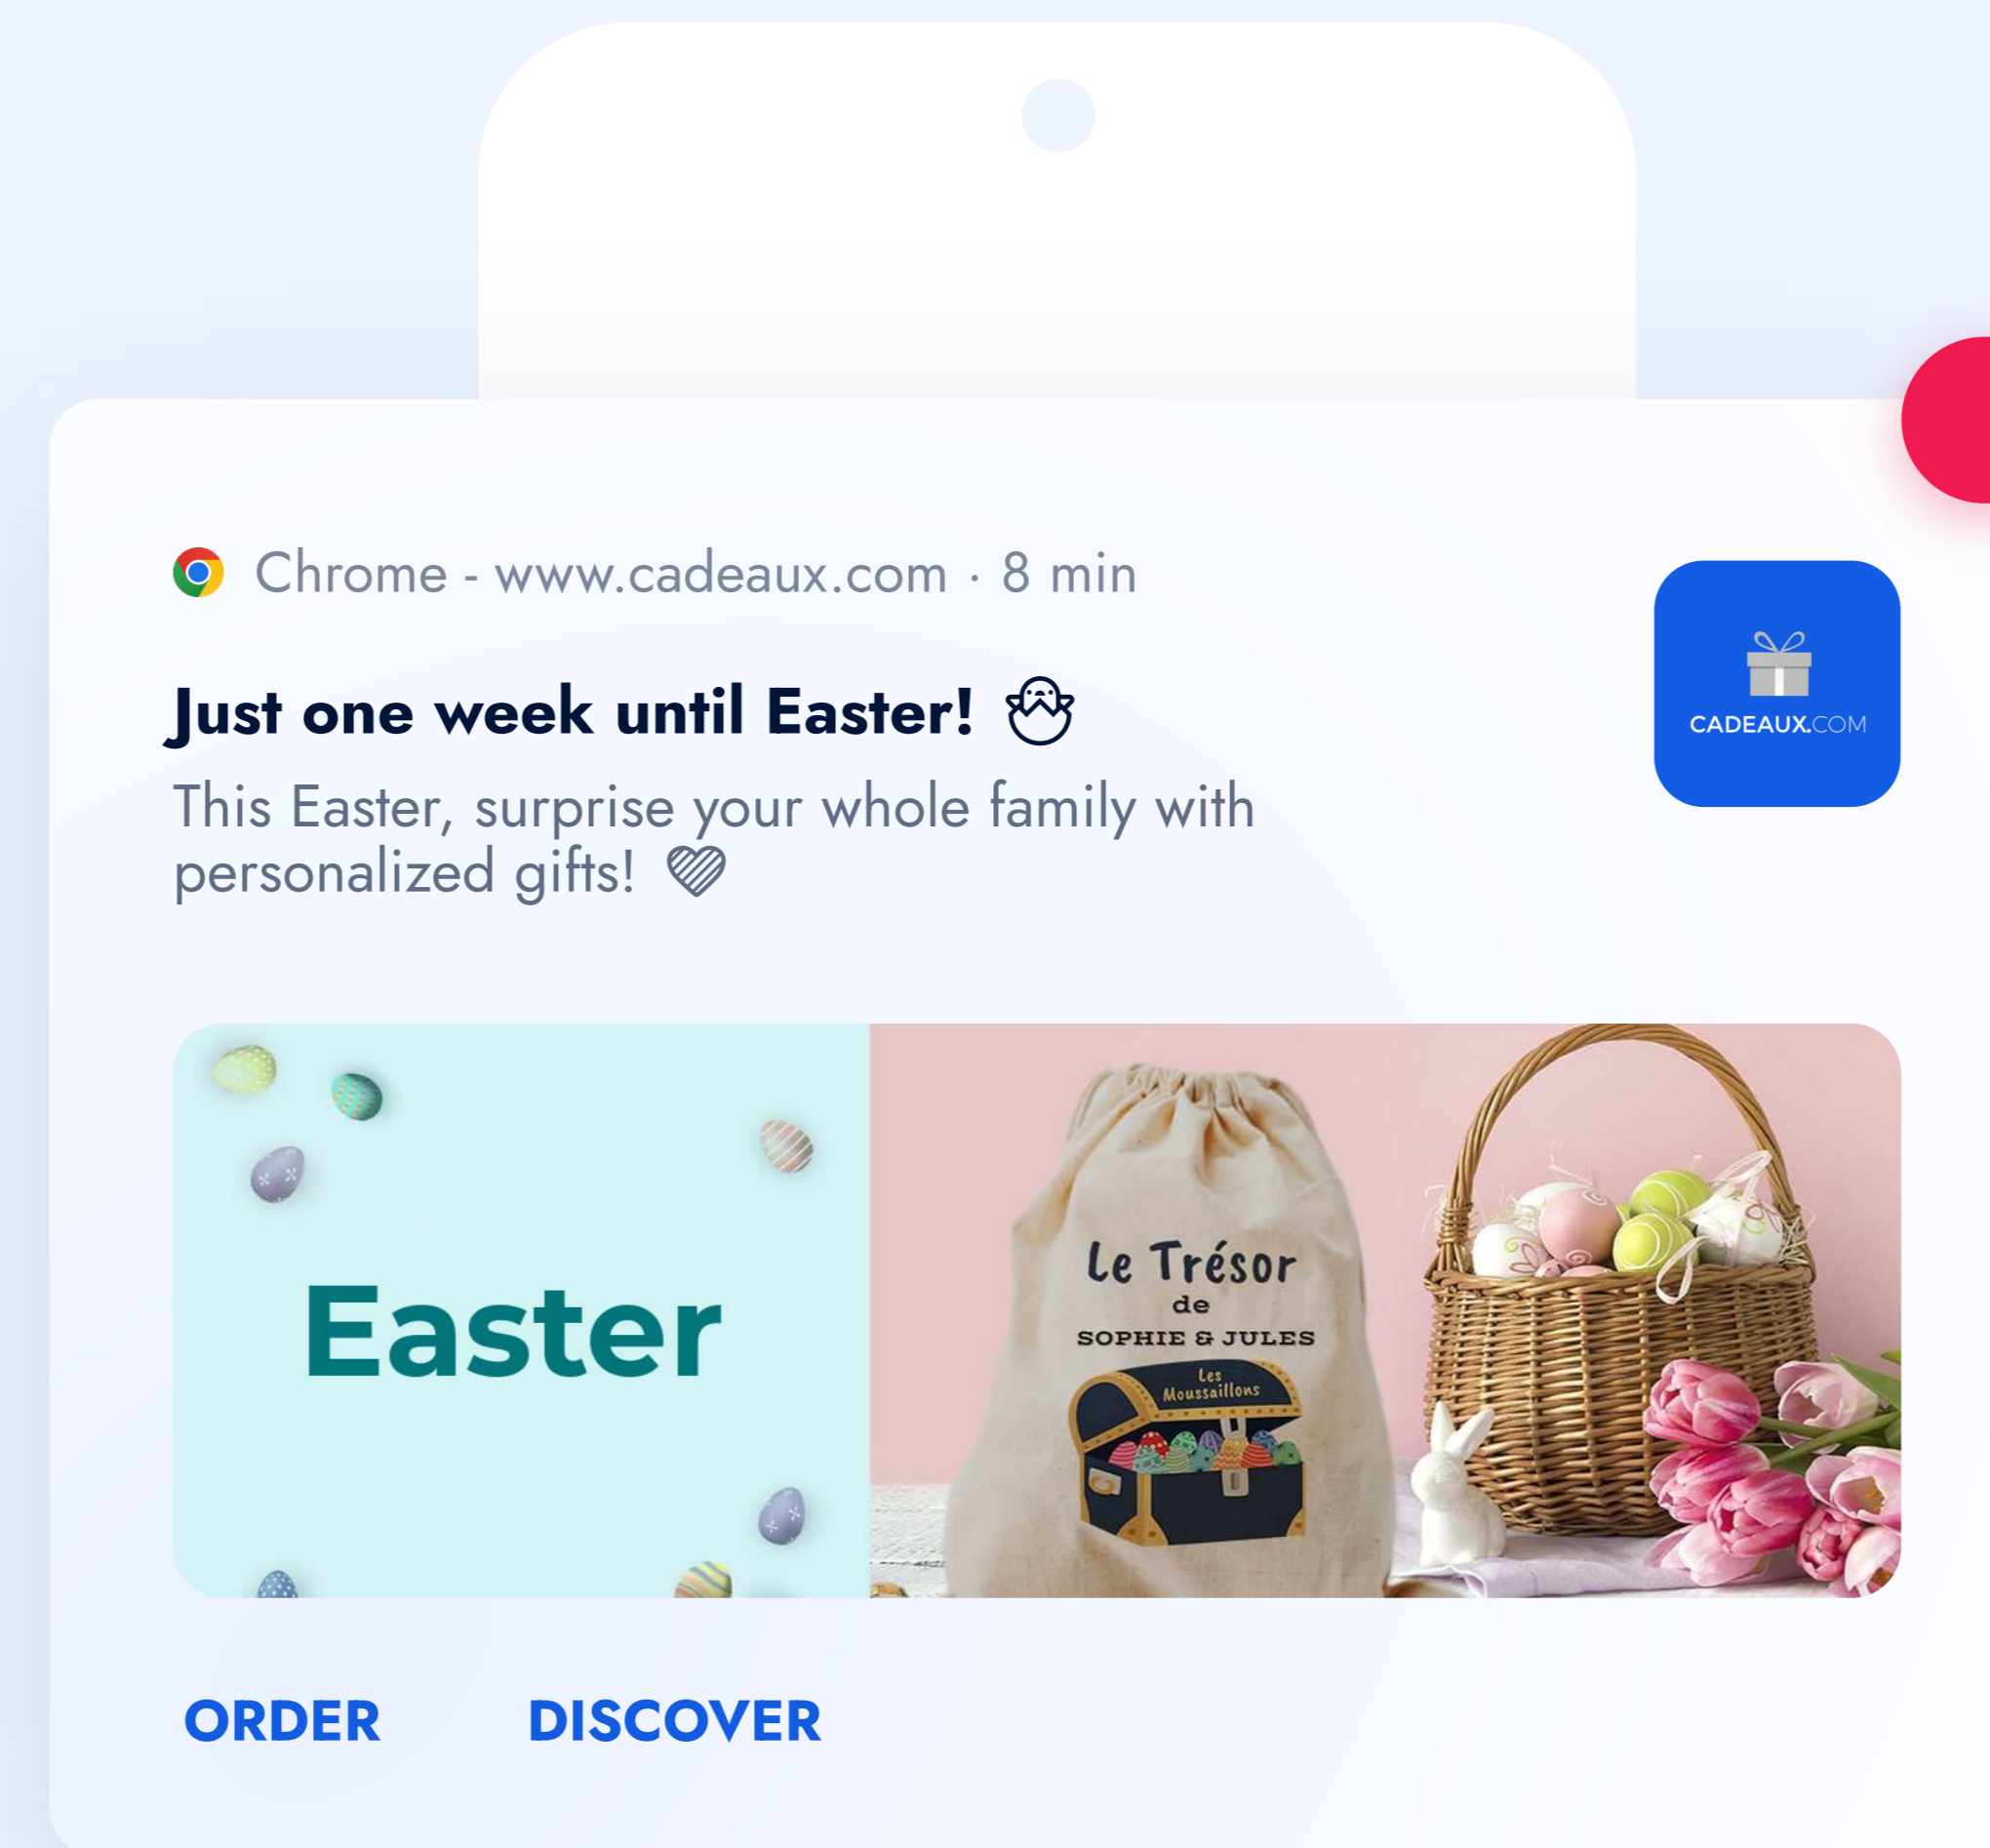 Chrome - www.cadeaux.com · 8 min
CADEAUX.COM
Just one week until Easter!
This Easter, surprise your whole family with
personalized gifts!
Easter
Le Trésor
de
SOPHIE & JULES
Les
Moussaillons
ORDER DISCOVER